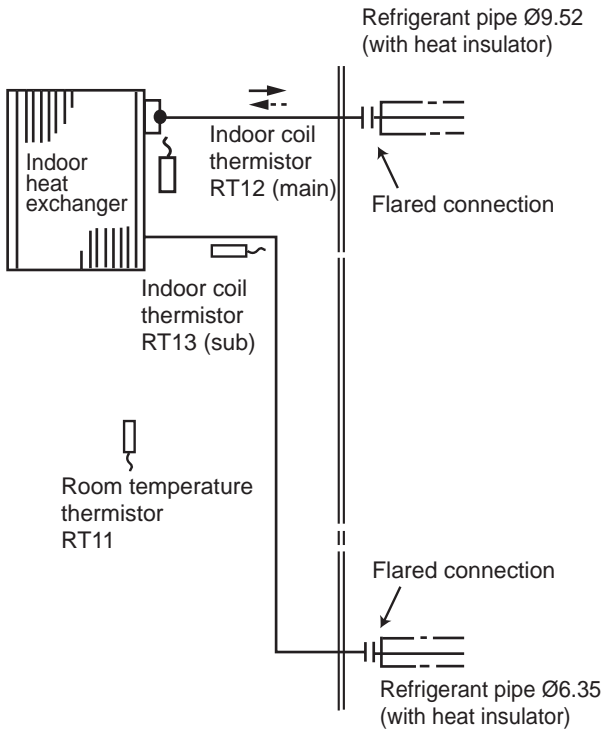 Refrigerant pipe Ø9.52
(with heat insulator)
Indoor
heat
exchanger
Indoor coil
thermistor
RT12 (main)
Flared connection
Indoor coil
thermistor
RT13 (sub)
Room temperature
thermistor
RT11
Flared connection
Refrigerant pipe Ø6.35
(with heat insulator)